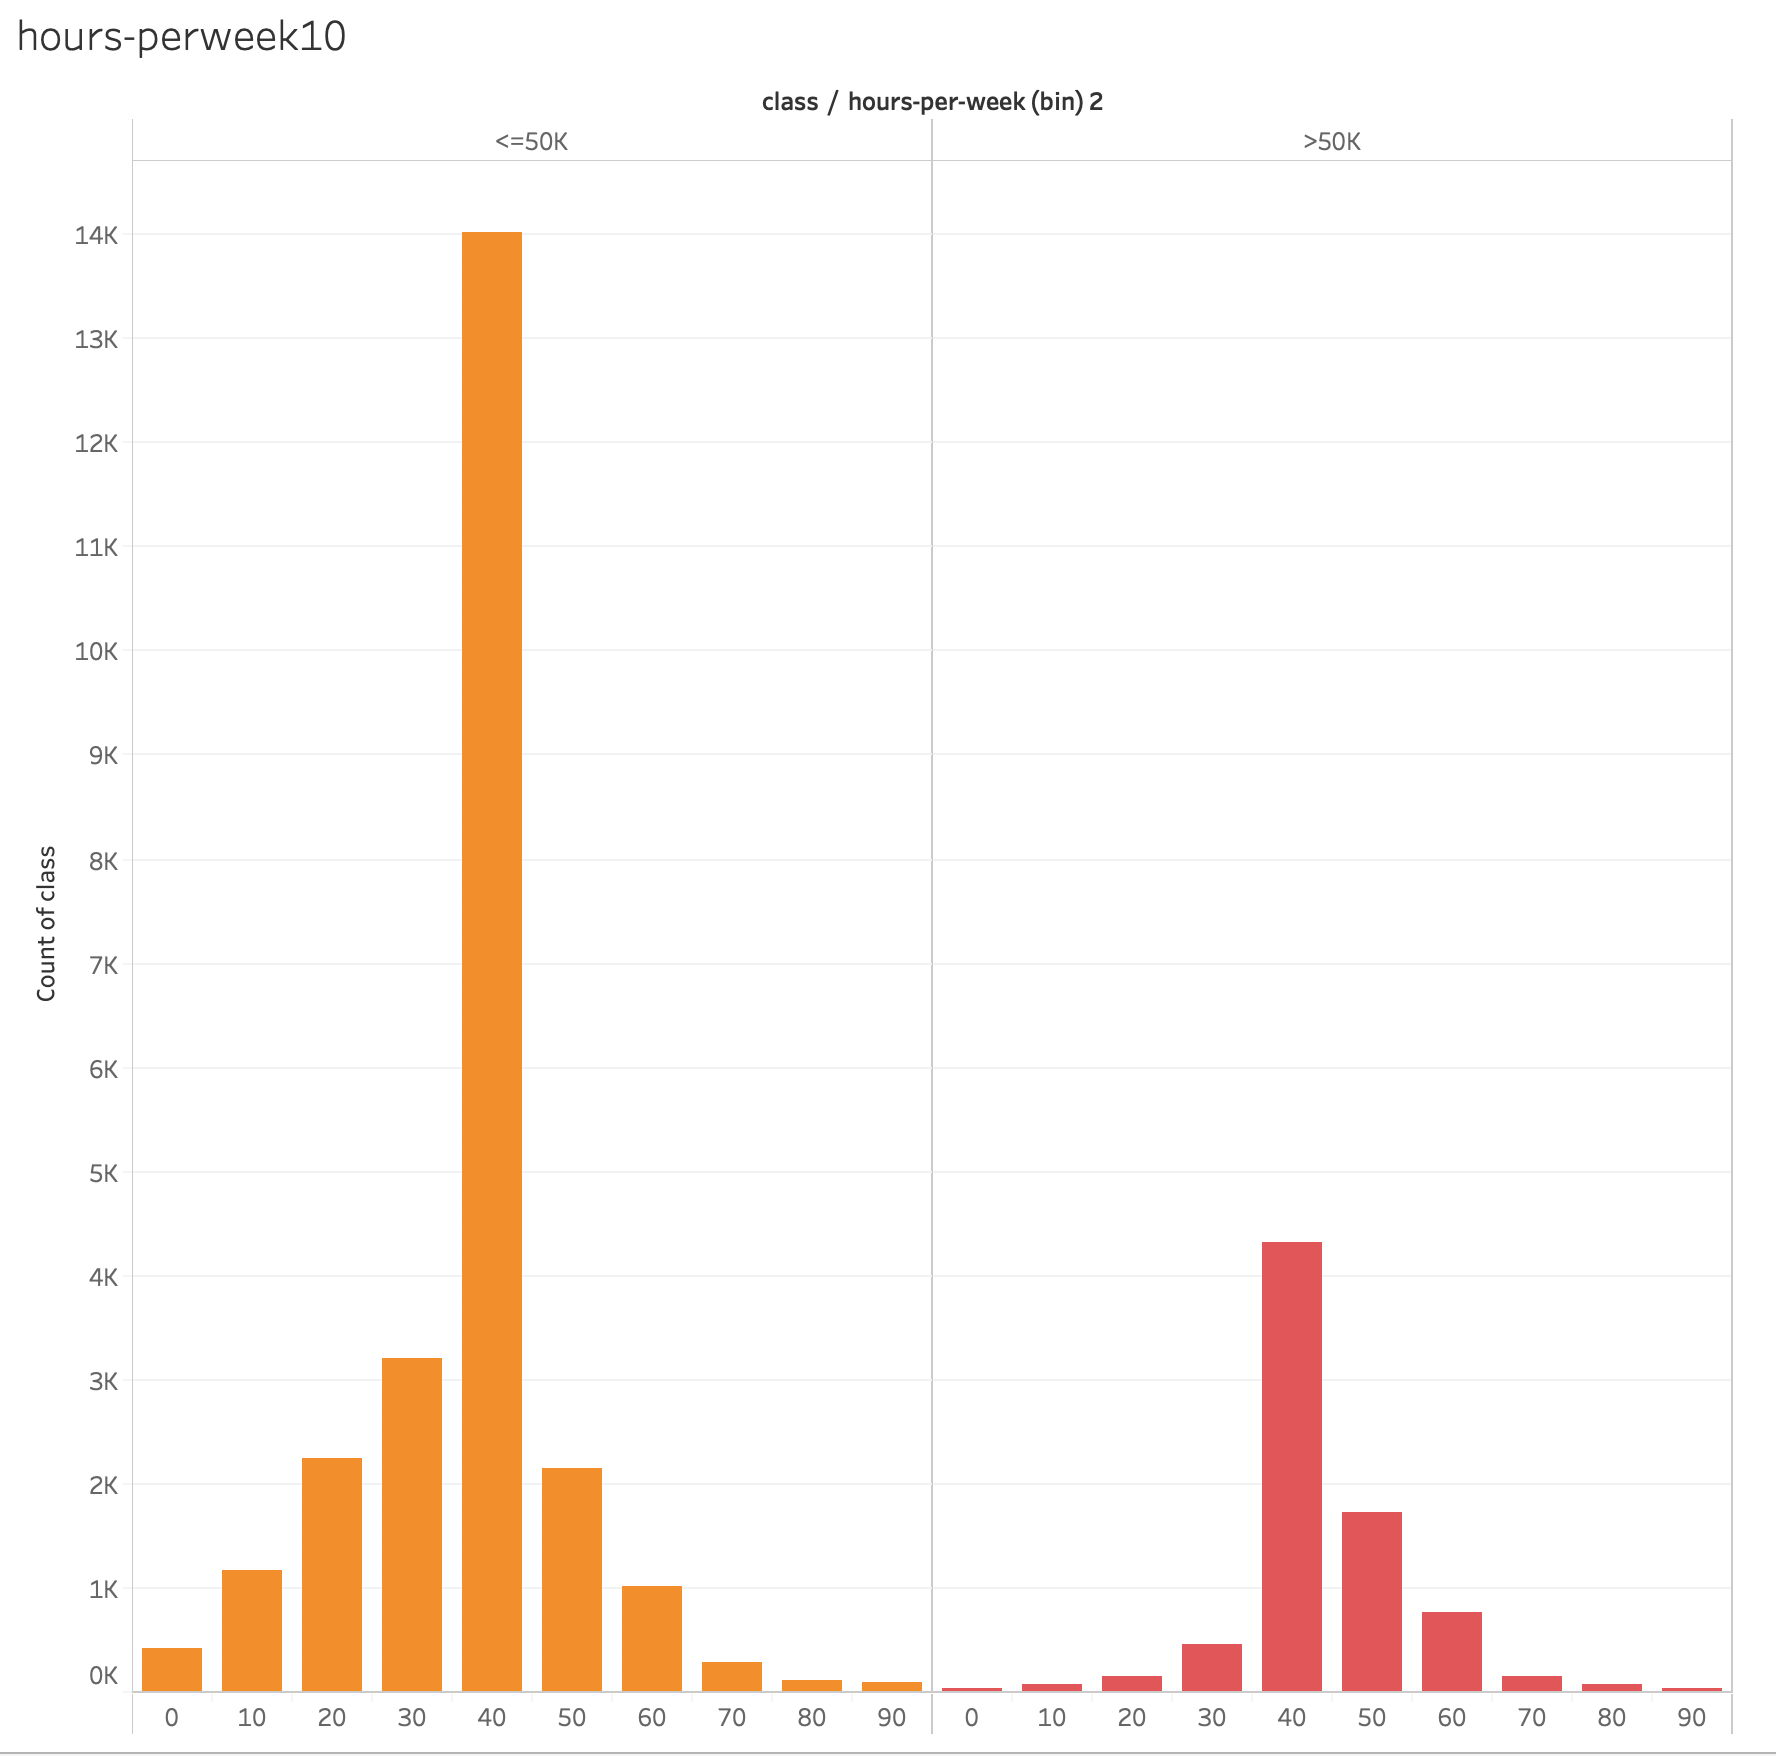 hours-perweek10
class / hours-per-week (bin) 2
<=50K >50K
14K
13K
12K
11K
10K
9K
8K
7K
6K
5K
4K
3K
2K
1K
0K
Count of class
0 10 20 30 40 50 60 70 80 90 0 10 20 30 40 50 60 70 80 90